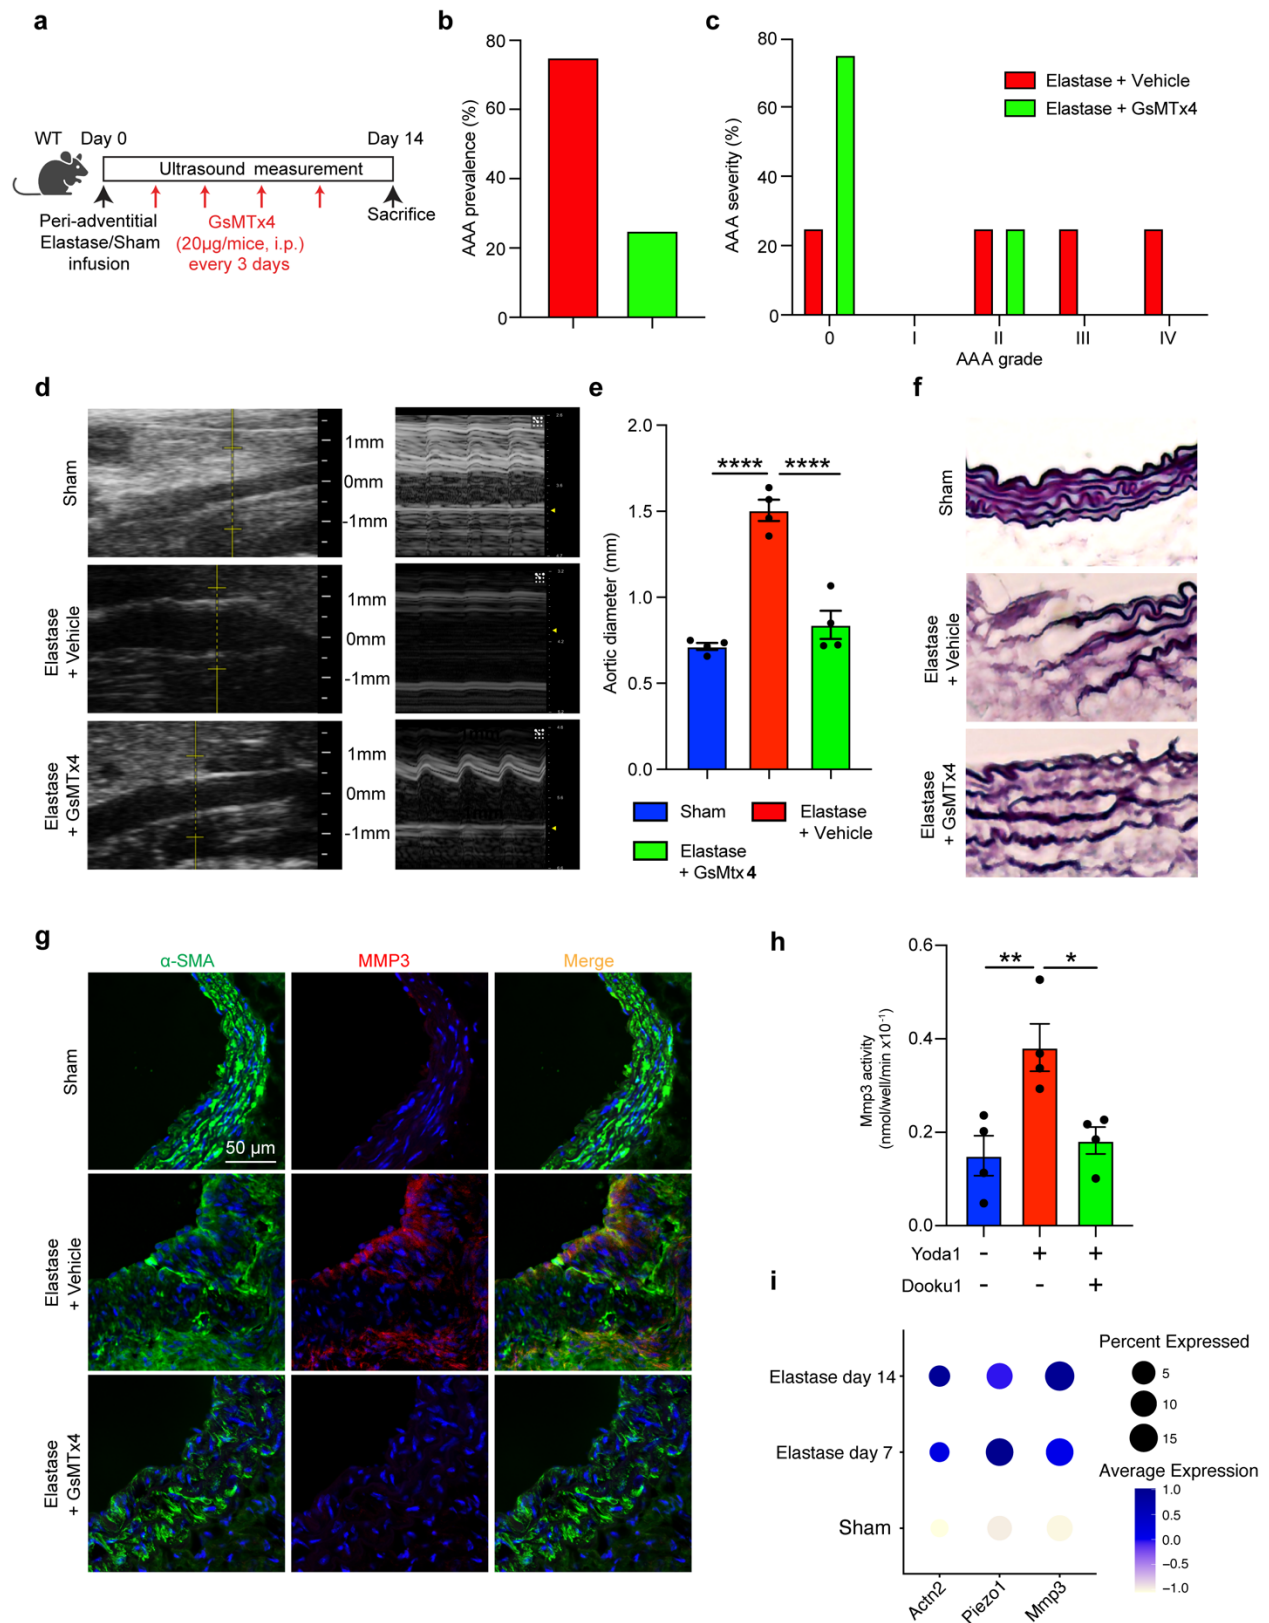 a
WT Day 0 Day 14
Ultrasound measurement
Peri-adventitial
Elastase/Sham
infusion
GsMTx4
(20µg/mice, i.p.)
every 3 days
Sacrifice
b
AAA prevalence (%)
80
60
40
20
0
c
AAA severity (%)
80
60
40
20
0
0 I II III IV
AAA grade
Elastase + Vehicle
Elastase + GsMTx4
d
Sham
1mm
0mm
-1mm
Elastase
+ Vehicle
1mm
0mm
-1mm
Elastase
+ GsMTx4
1mm
0mm
-1mm
e
Aortic diameter (mm)
2.0
1.5
1.0
0.5
0.0
**** ****
Sham
Elastase
+ Vehicle
Elastase
+ GsMtx4
f
Sham
Elastase
+ Vehicle
Elastase
+ GsMTx4
g
α-SMA MMP3 Merge
Sham
50 µm
Elastase
+ Vehicle
Elastase
+ GsMTx4
h
Mmp3 activity
(nmol/well/min x10⁻¹)
0.6
0.4
0.2
0.0
** *
Yoda1 - + +
Dooku1 - - +
i
Elastase day 14
Elastase day 7
Sham
Actn2 Piezo1 Mmp3
Percent Expressed
5
10
15
Average Expression
1.0
0.5
0.0
−0.5
−1.0